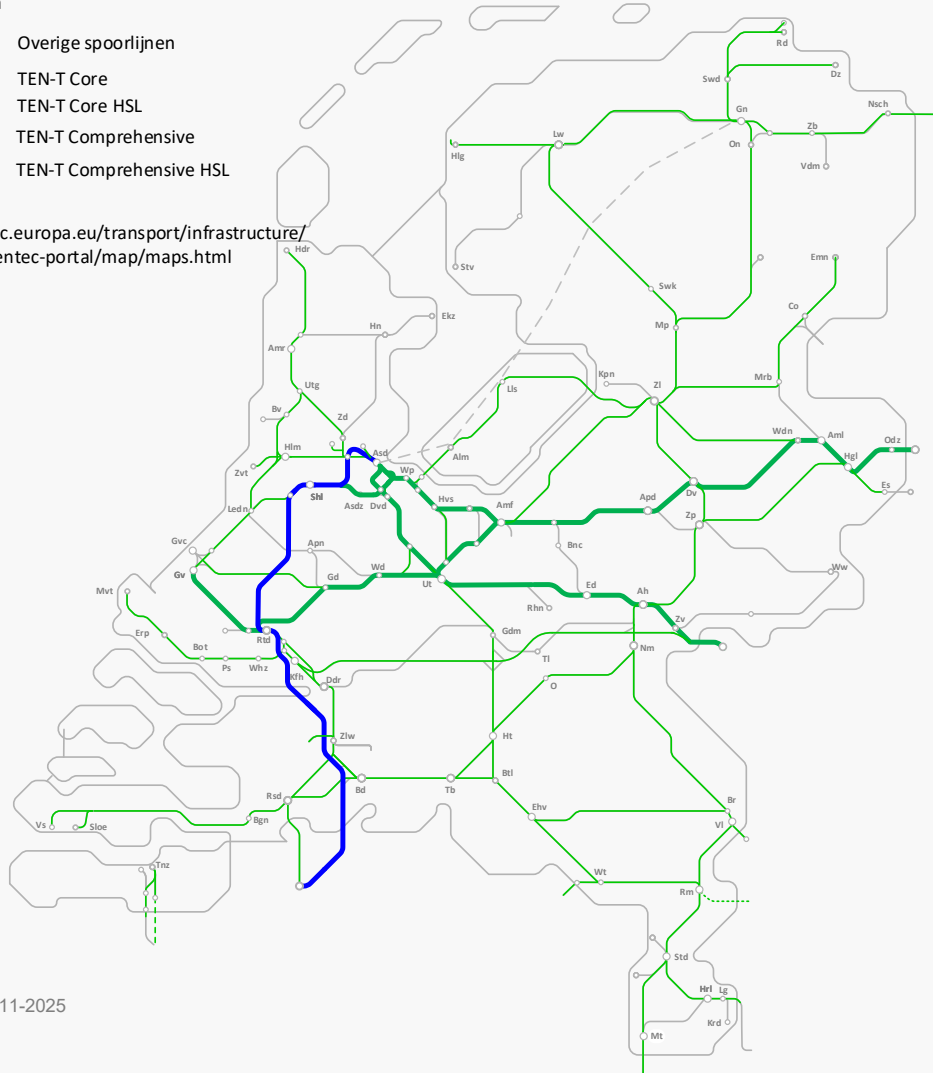 Overige spoorlijnen
TEN-T Core
TEN-T Core HSL
TEN-T Comprehensive
TEN-T Comprehensive HSL
c.europa.eu/transport/infrastructure/
entec-portal/map/maps.html
Rd
Swd
Dz
Gn
Nsch
Zb
On
Vdm
Lw
Hlg
Hdr
Stv
Emn
Swk
Co
Hn
Ekz
Mp
Amr
Kpn
Zl
Mrb
Utg
Lls
Bv
Zd
Wdn
Aml
Odz
Hlm
Asd
Alm
Hgl
Zvt
Wp
Es
Shl
Hvs
Apd
Dv
Ledn
Asdz
Dvd
Amf
Zp
Gvc
Apn
Bnc
Gv
Gd
Wd
Ut
Ed
Ah
Ww
Mvt
Rhn
Zv
Erp
Rtd
Gdm
Bot
Ps
Whz
Kfh
Tl
Nm
Ddr
O
Zlw
Ht
Rsd
Bd
Tb
Btl
Vs
Sloe
Bgn
Ehv
Br
Vl
Tnz
Wt
Rm
Std
Hrl
Lg
Krd
Mt
11-2025